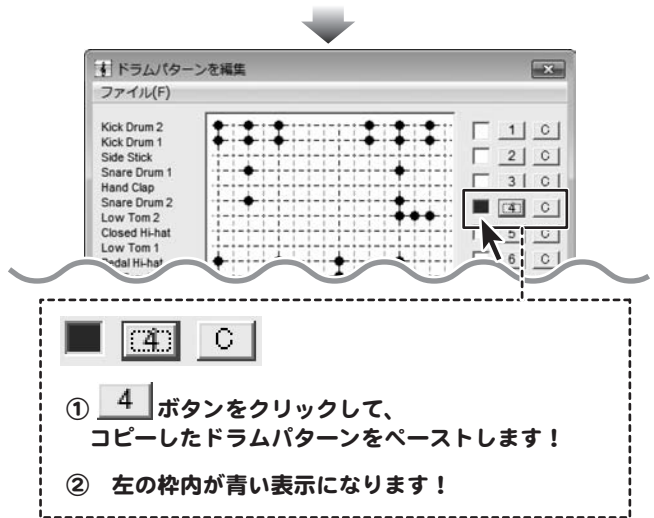 ドラムパターンを編集
ファイル(F)
Kick Drum 2
Kick Drum 1
Side Stick
Snare Drum 1
Hand Clap
Snare Drum 2
Low Tom 2
Closed Hi-hat
Low Tom 1
Pedal Hi-hat
1 C
2 C
3 C
4 C
5 C
6 C
4 C
① 4 ボタンをクリックして、
コピーしたドラムパターンをペーストします！
② 左の枠内が青い表示になります！